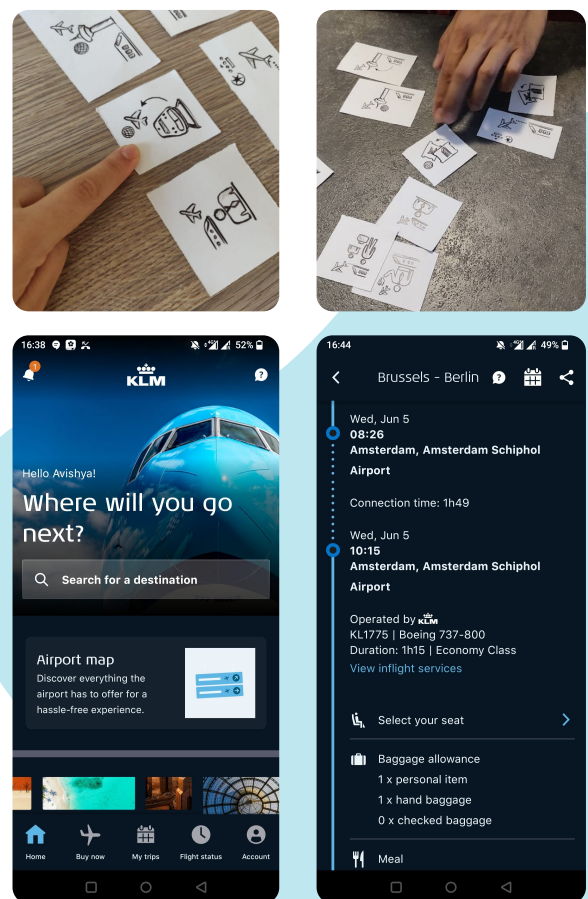 16:38
52%
1
KLM
?
Hello Avishya!
Where will you go
next?
Search for a destination
Airport map
Discover everything the
airport has to offer for a
hassle-free experience.
Home
Buy now
My trips
Flight status
Account
16:44
49%
Brussels - Berlin
?
Wed, Jun 5
08:26
Amsterdam, Amsterdam Schiphol
Airport
Connection time: 1h49
Wed, Jun 5
10:15
Amsterdam, Amsterdam Schiphol
Airport
Operated by KLM
KL1775 | Boeing 737-800
Duration: 1h15 | Economy Class
View inflight services
Select your seat
Baggage allowance
1 x personal item
1 x hand baggage
0 x checked baggage
Meal